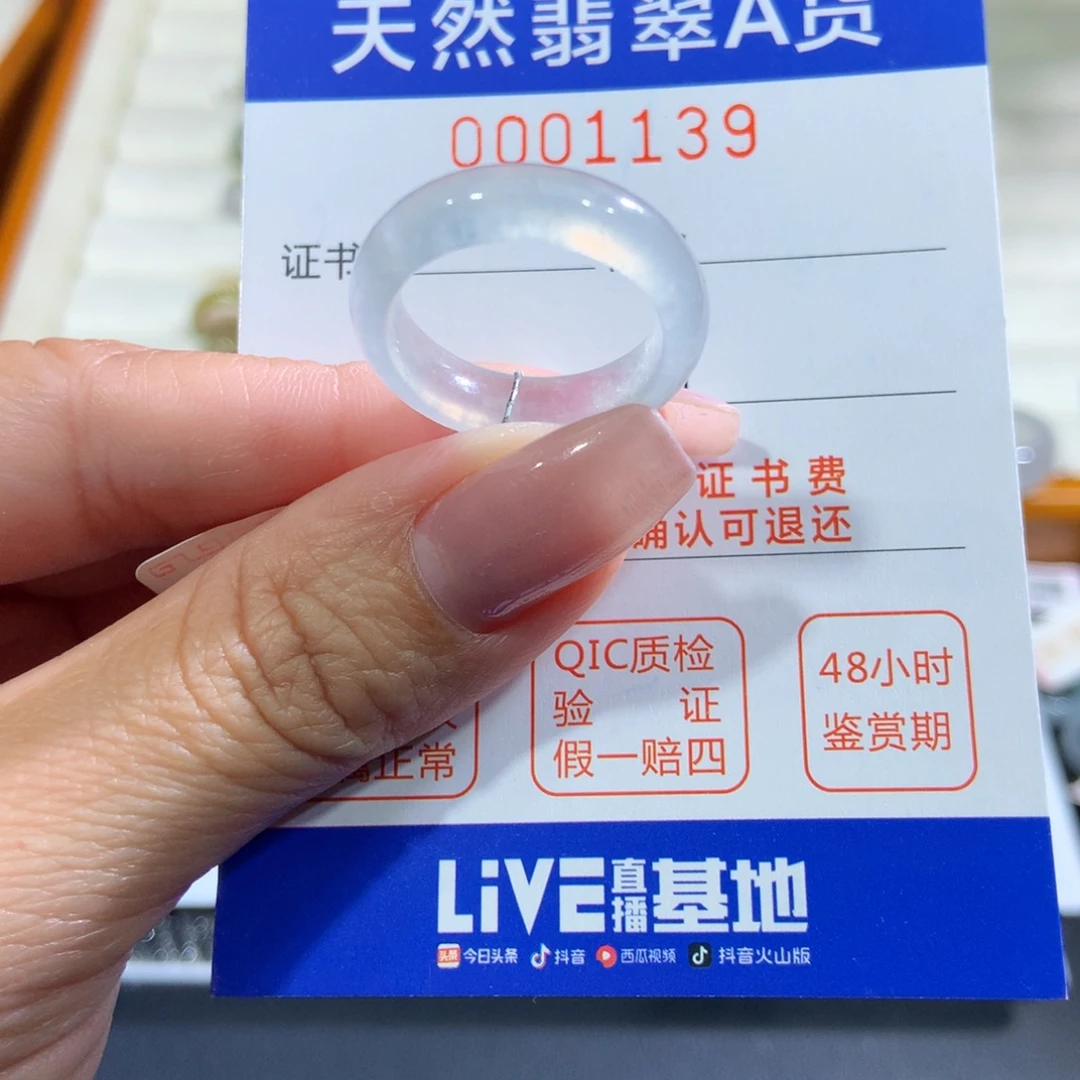 天然翡翠A货
0001139
证书
证书费
确认可退还
QIC质检
验 证
假一赔四
48小时
鉴赏期
正常
LiVE直播基地
头条 今日头条 抖音 西瓜视频 抖音火山版